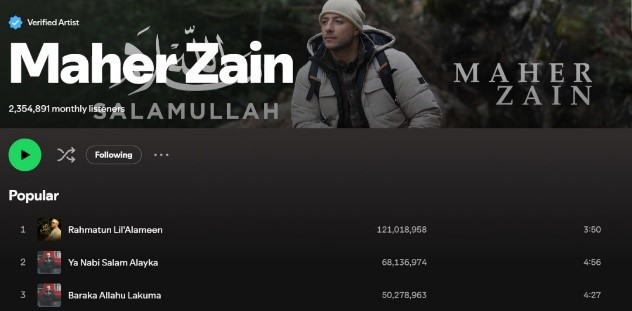 Verified Artist
سلام الله
Maher Zain
SALAMULLAH
MAHER
ZAIN
2,354,891 monthly listeners
Following
Popular
1 Rahmatun Lil'Alameen 121,018,958 3:50
2 Ya Nabi Salam Alayka 68,136,974 4:56
3 Baraka Allahu Lakuma 50,278,963 4:27